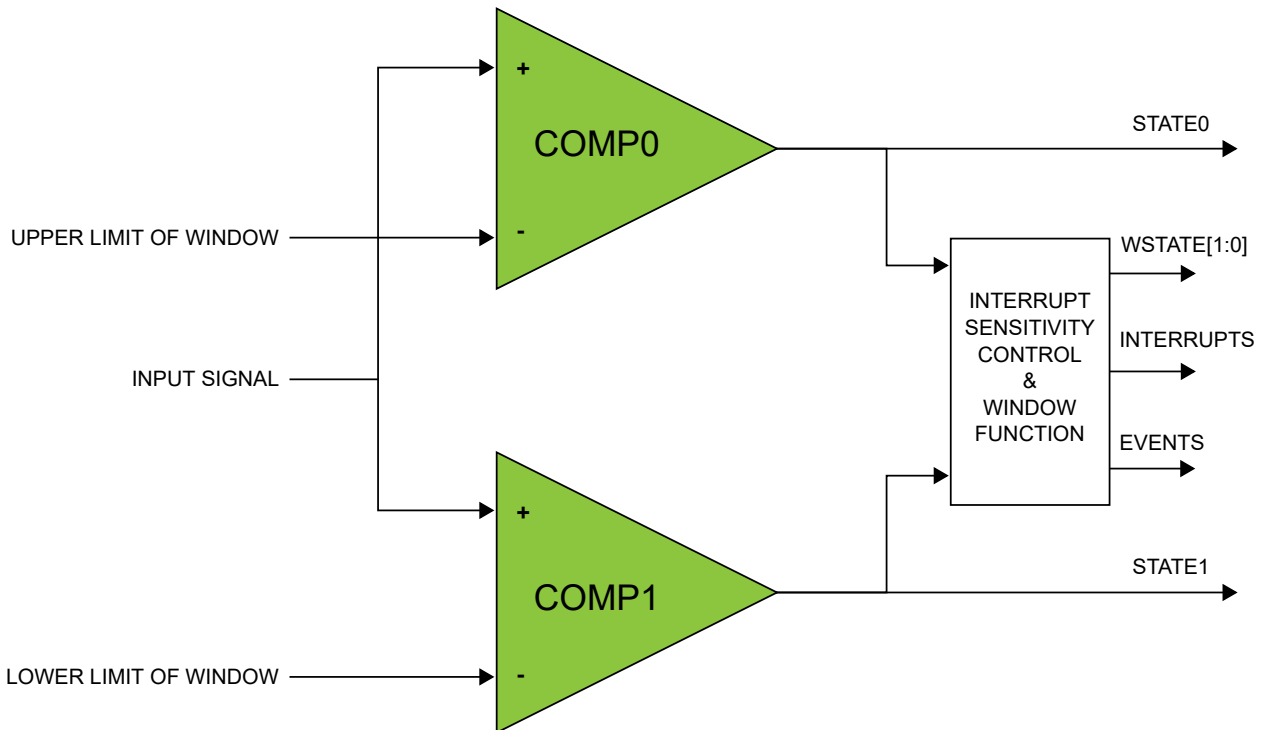 +
COMP0
-
STATE0
UPPER LIMIT OF WINDOW
WSTATE[1:0]
INTERRUPT
SENSITIVITY
CONTROL
&
WINDOW
FUNCTION
INTERRUPTS
EVENTS
INPUT SIGNAL
+
COMP1
-
STATE1
LOWER LIMIT OF WINDOW